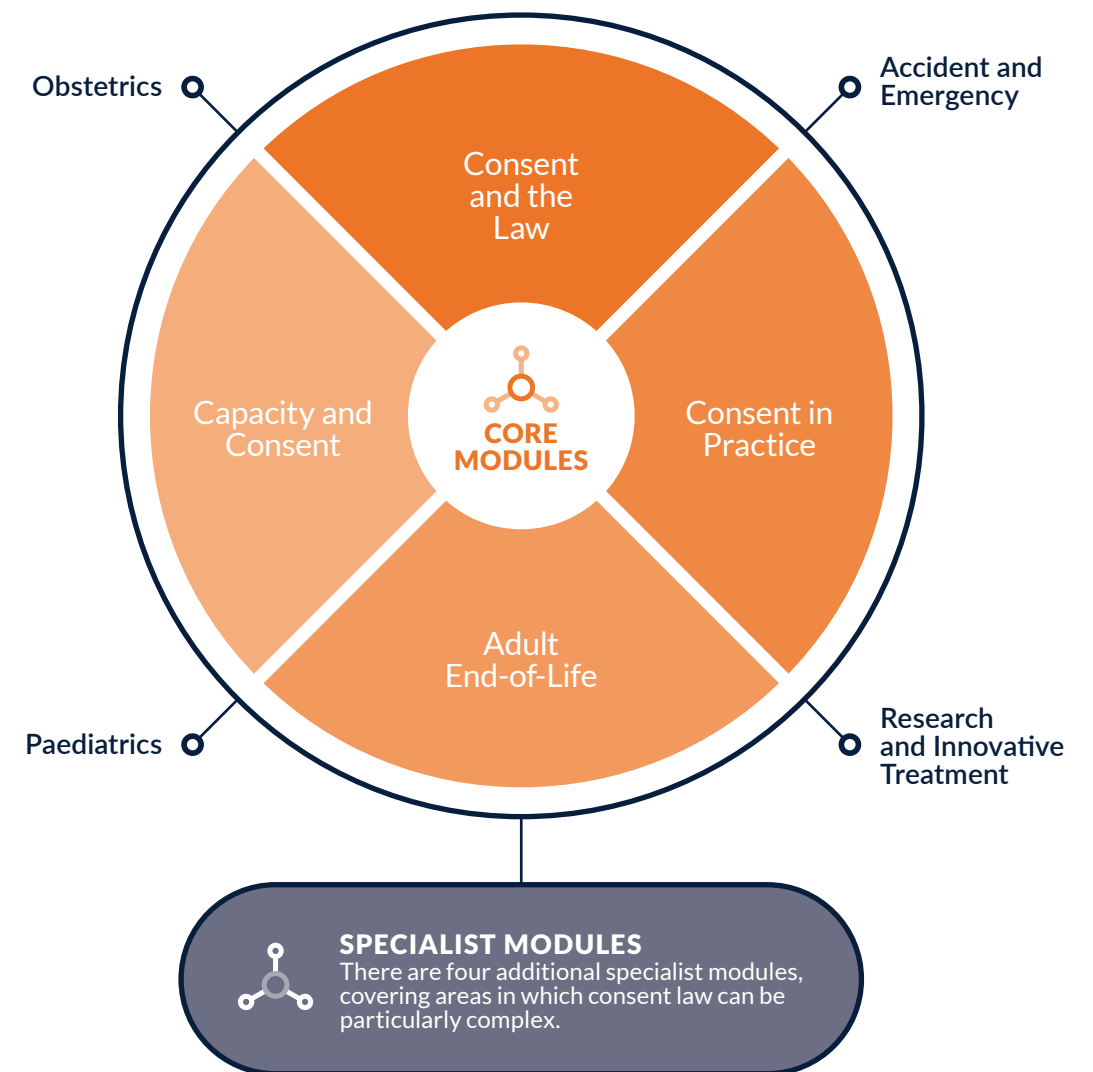 Obstetrics
Accident and
Emergency
Consent
and the
Law
Capacity and
Consent
CORE
MODULES
Consent in
Practice
Adult
End-of-Life
Paediatrics
Research
and Innovative
Treatment
SPECIALIST MODULES
There are four additional specialist modules,
covering areas in which consent law can be
particularly complex.